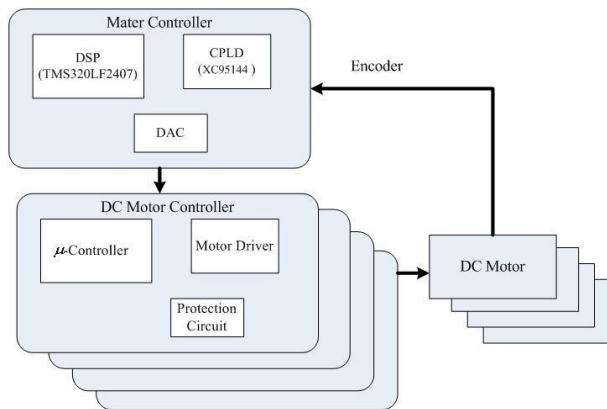 Mater Controller
DSP
(TMS320LF2407)
CPLD
(XC95144 )
DAC
Encoder
DC Motor Controller
μ-Controller
Motor Driver
Protection
Circuit
DC Motor